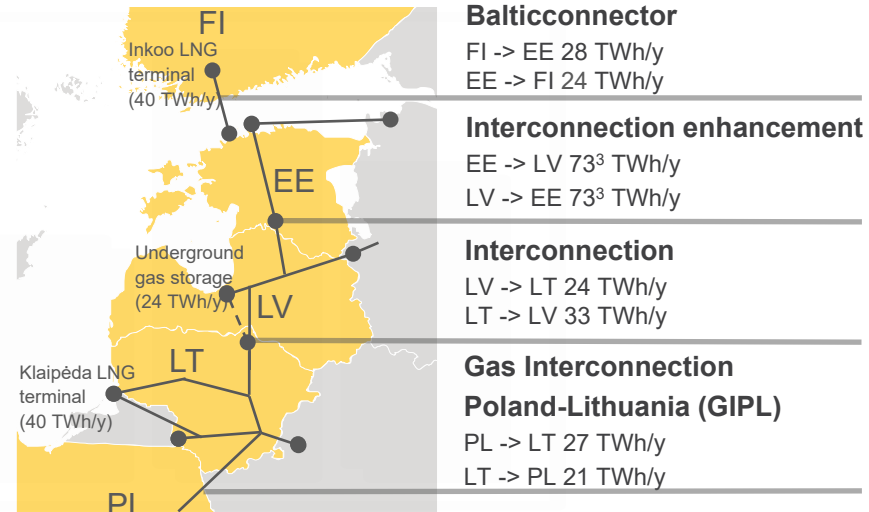 FI
Inkoo LNG
terminal
(40 TWh/y)
EE
Underground
gas storage
(24 TWh/y)
LV
LT
Klaipéda LNG
terminal
(40 TWh/y)
PL
Balticconnector
FI -> EE 28 TWh/y
EE -> FI 24 TWh/y
Interconnection enhancement
EE -> LV 73³ TWh/y
LV -> EE 73³ TWh/y
Interconnection
LV -> LT 24 TWh/y
LT -> LV 33 TWh/y
Gas Interconnection
Poland-Lithuania (GIPL)
PL -> LT 27 TWh/y
LT -> PL 21 TWh/y